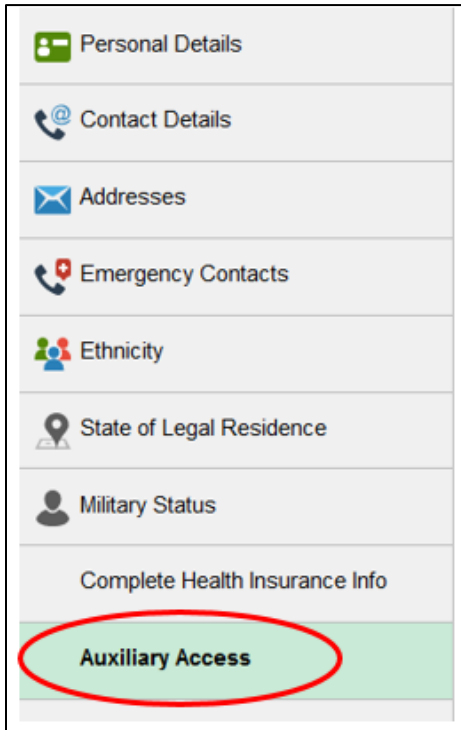 Personal Details
Contact Details
Addresses
Emergency Contacts
Ethnicity
State of Legal Residence
Military Status
Complete Health Insurance Info
Auxiliary Access